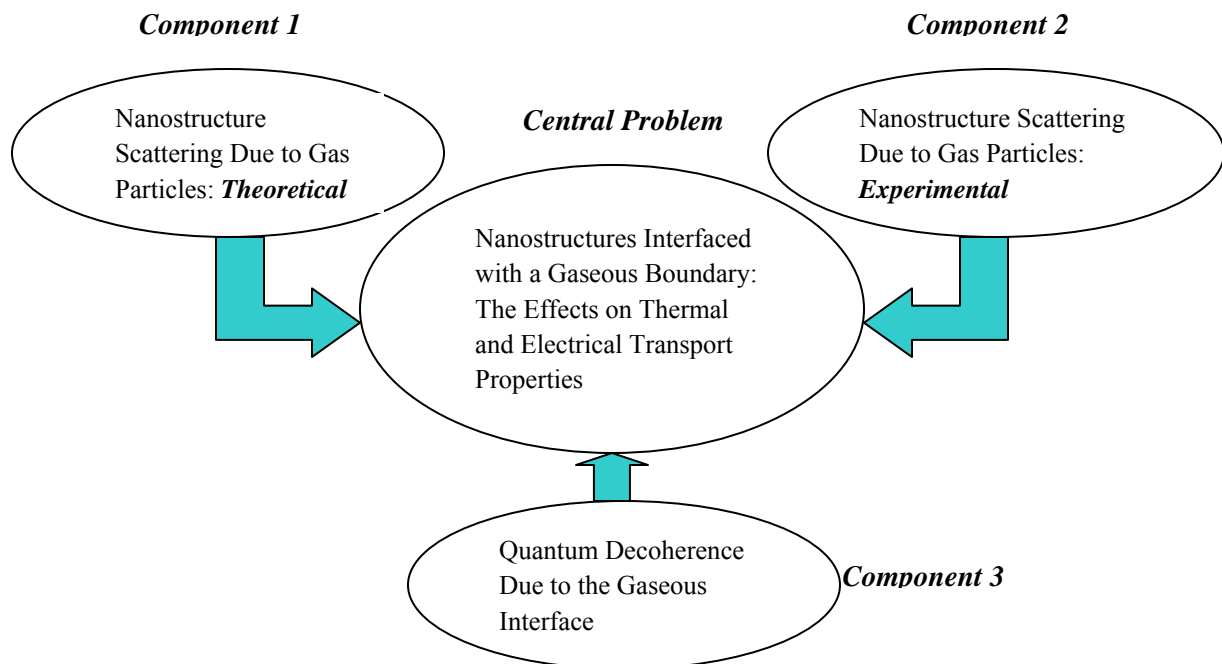 Component 1
Component 2
Nanostructure
Scattering Due to Gas
Particles: Theoretical
Central Problem
Nanostructure Scattering
Due to Gas Particles:
Experimental
Nanostructures Interfaced
with a Gaseous Boundary:
The Effects on Thermal
and Electrical Transport
Properties
Quantum Decoherence
Due to the Gaseous
Interface
Component 3